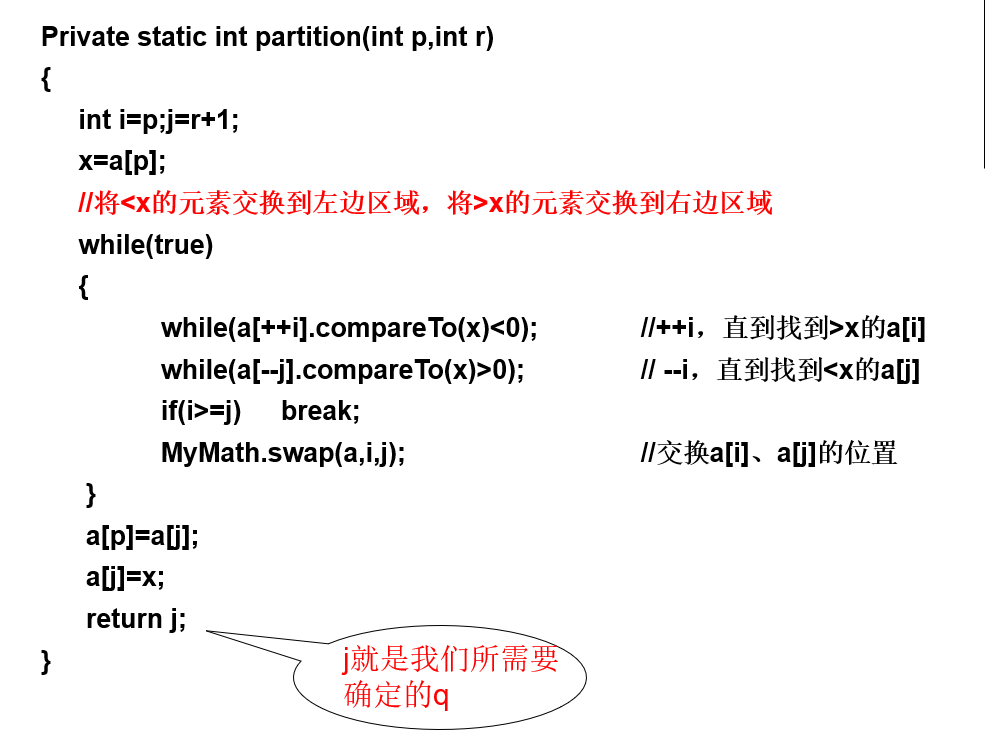 Private static int partition(int p,int r)
{
int i=p;j=r+1;
x=a[p];
//将<x的元素交换到左边区域，将>x的元素交换到右边区域
while(true)
{
while(a[++i].compareTo(x)<0); //++i，直到找到>x的a[i]
while(a[--j].compareTo(x)>0); // --i，直到找到<x的a[j]
if(i>=j) break;
MyMath.swap(a,i,j); //交换a[i]、a[j]的位置
}
a[p]=a[j];
a[j]=x;
return j;
}
j就是我们所需要
确定的q